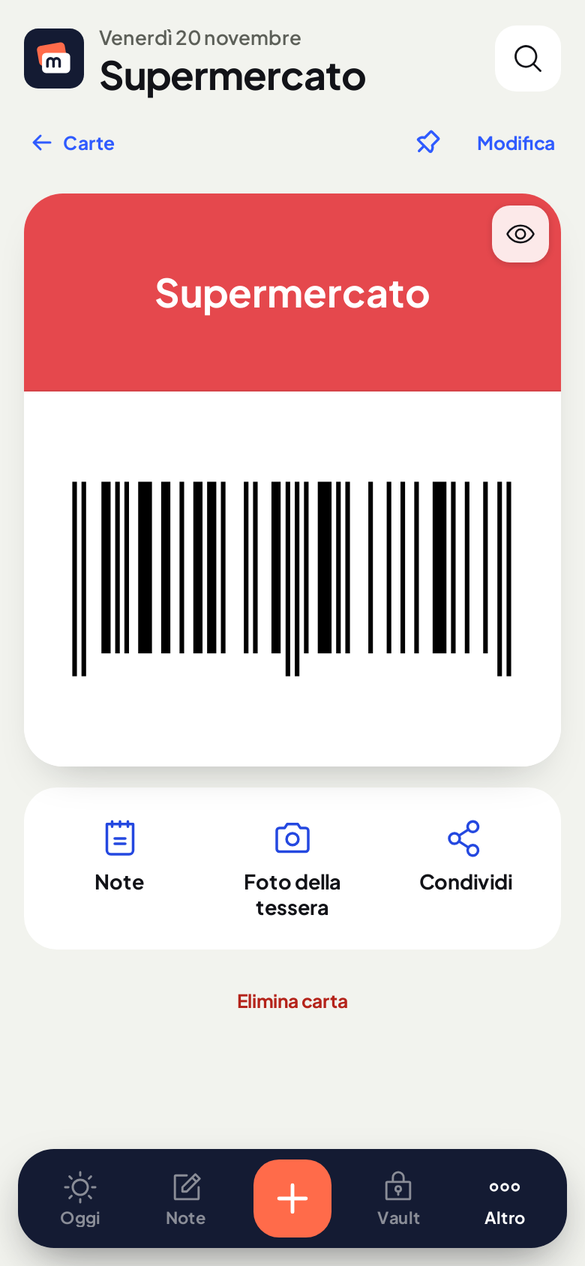 m
Venerdì 20 novembre
Supermercato
Carte
Modifica
Supermercato
Note
Foto della
tessera
Condividi
Elimina carta
Oggi
Note
Vault
Altro